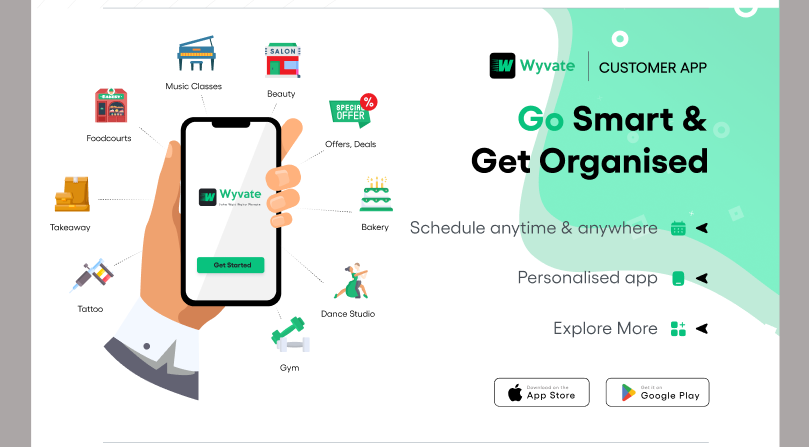 Music Classes
SALON
Beauty
BAKERY
Foodcourts
SPECIAL
OFFER
%
Offers, Deals
Takeaway
Bakery
Tattoo
Dance Studio
Gym
W Wyvate
Get Started
W Wyvate
CUSTOMER APP
Go Smart &
Get Organised
Schedule anytime & anywhere
Personalised app
Explore More
Download on the
App Store
Get it on
Google Play